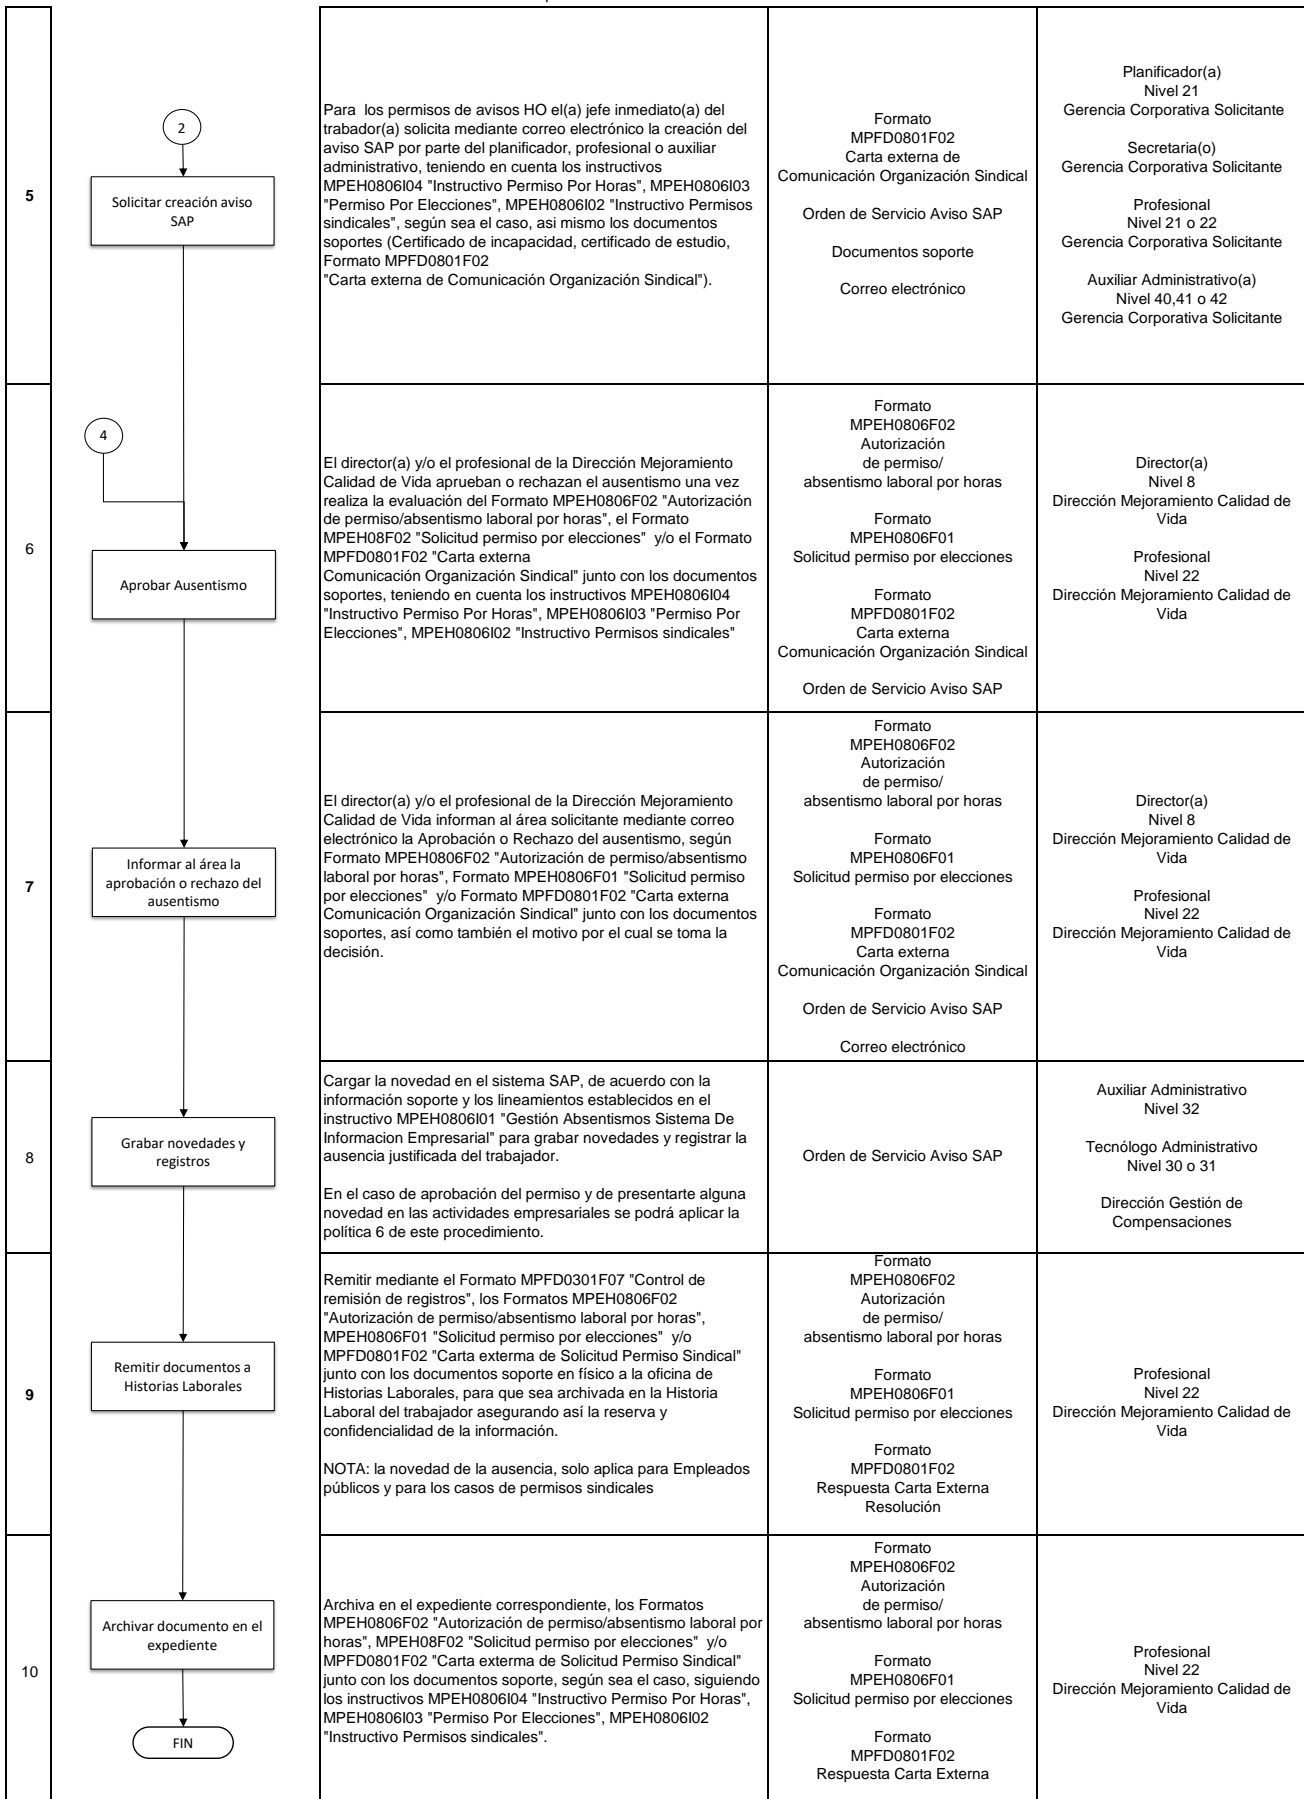 5
2
Solicitar creación aviso
SAP
Para  los permisos de avisos HO el(a) jefe inmediato(a) del
trabador(a) solicita mediante correo electrónico la creación del
aviso SAP por parte del planificador, profesional o auxiliar
administrativo, teniendo en cuenta los instructivos
MPEH0806I04 "Instructivo Permiso Por Horas", MPEH0806I03
"Permiso Por Elecciones", MPEH0806I02 "Instructivo Permisos
sindicales", según sea el caso, asi mismo los documentos
soportes (Certificado de incapacidad, certificado de estudio,
Formato MPFD0801F02
"Carta externa de Comunicación Organización Sindical").
Formato
MPFD0801F02
Carta externa de
Comunicación Organización Sindical
Orden de Servicio Aviso SAP
Documentos soporte
Correo electrónico
Planificador(a)
Nivel 21
Gerencia Corporativa Solicitante
Secretaria(o)
Gerencia Corporativa Solicitante
Profesional
Nivel 21 o 22
Gerencia Corporativa Solicitante
Auxiliar Administrativo(a)
Nivel 40,41 o 42
Gerencia Corporativa Solicitante
6
4
Aprobar Ausentismo
El director(a) y/o el profesional de la Dirección Mejoramiento
Calidad de Vida aprueban o rechazan el ausentismo una vez
realiza la evaluación del Formato MPEH0806F02 "Autorización
de permiso/absentismo laboral por horas", el Formato
MPEH08F02 "Solicitud permiso por elecciones"  y/o el Formato
MPFD0801F02 "Carta externa
Comunicación Organización Sindical" junto con los documentos
soportes, teniendo en cuenta los instructivos MPEH0806I04
"Instructivo Permiso Por Horas", MPEH0806I03 "Permiso Por
Elecciones", MPEH0806I02 "Instructivo Permisos sindicales"
Formato
MPEH0806F02
Autorización
de permiso/
absentismo laboral por horas
Formato
MPEH0806F01
Solicitud permiso por elecciones
Formato
MPFD0801F02
Carta externa
Comunicación Organización Sindical
Orden de Servicio Aviso SAP
Director(a)
Nivel 8
Dirección Mejoramiento Calidad de
Vida
Profesional
Nivel 22
Dirección Mejoramiento Calidad de
Vida
7
Informar al área la
aprobación o rechazo del
ausentismo
El director(a) y/o el profesional de la Dirección Mejoramiento
Calidad de Vida informan al área solicitante mediante correo
electrónico la Aprobación o Rechazo del ausentismo, según
Formato MPEH0806F02 "Autorización de permiso/absentismo
laboral por horas", Formato MPEH0806F01 "Solicitud permiso
por elecciones"  y/o Formato MPFD0801F02 "Carta externa
Comunicación Organización Sindical" junto con los documentos
soportes, así como también el motivo por el cual se toma la
decisión.
Formato
MPEH0806F02
Autorización
de permiso/
absentismo laboral por horas
Formato
MPEH0806F01
Solicitud permiso por elecciones
Formato
MPFD0801F02
Carta externa
Comunicación Organización Sindical
Orden de Servicio Aviso SAP
Correo electrónico
Director(a)
Nivel 8
Dirección Mejoramiento Calidad de
Vida
Profesional
Nivel 22
Dirección Mejoramiento Calidad de
Vida
8
Grabar novedades y
registros
Cargar la novedad en el sistema SAP, de acuerdo con la
información soporte y los lineamientos establecidos en el
instructivo MPEH0806I01 "Gestión Absentismos Sistema De
Informacion Empresarial" para grabar novedades y registrar la
ausencia justificada del trabajador.
En el caso de aprobación del permiso y de presentarte alguna
novedad en las actividades empresariales se podrá aplicar la
política 6 de este procedimiento.
Orden de Servicio Aviso SAP
Auxiliar Administrativo
Nivel 32
Tecnólogo Administrativo
Nivel 30 o 31
Dirección Gestión de
Compensaciones
9
Remitir documentos a
Historias Laborales
Remitir mediante el Formato MPFD0301F07 "Control de
remisión de registros", los Formatos MPEH0806F02
"Autorización de permiso/absentismo laboral por horas",
MPEH0806F01 "Solicitud permiso por elecciones"  y/o
MPFD0801F02 "Carta exterma de Solicitud Permiso Sindical"
junto con los documentos soporte en físico a la oficina de
Historias Laborales, para que sea archivada en la Historia
Laboral del trabajador asegurando así la reserva y
confidencialidad de la información.
NOTA: la novedad de la ausencia, solo aplica para Empleados
públicos y para los casos de permisos sindicales
Formato
MPEH0806F02
Autorización
de permiso/
absentismo laboral por horas
Formato
MPEH0806F01
Solicitud permiso por elecciones
Formato
MPFD0801F02
Respuesta Carta Externa
Resolución
Profesional
Nivel 22
Dirección Mejoramiento Calidad de
Vida
10
Archivar documento en el
expediente
FIN
Archiva en el expediente correspondiente, los Formatos
MPEH0806F02 "Autorización de permiso/absentismo laboral por
horas", MPEH08F02 "Solicitud permiso por elecciones"  y/o
MPFD0801F02 "Carta exterma de Solicitud Permiso Sindical"
junto con los documentos soporte, según sea el caso, siguiendo
los instructivos MPEH0806I04 "Instructivo Permiso Por Horas",
MPEH0806I03 "Permiso Por Elecciones", MPEH0806I02
"Instructivo Permisos sindicales".
Formato
MPEH0806F02
Autorización
de permiso/
absentismo laboral por horas
Formato
MPEH0806F01
Solicitud permiso por elecciones
Formato
MPFD0801F02
Respuesta Carta Externa
Profesional
Nivel 22
Dirección Mejoramiento Calidad de
Vida